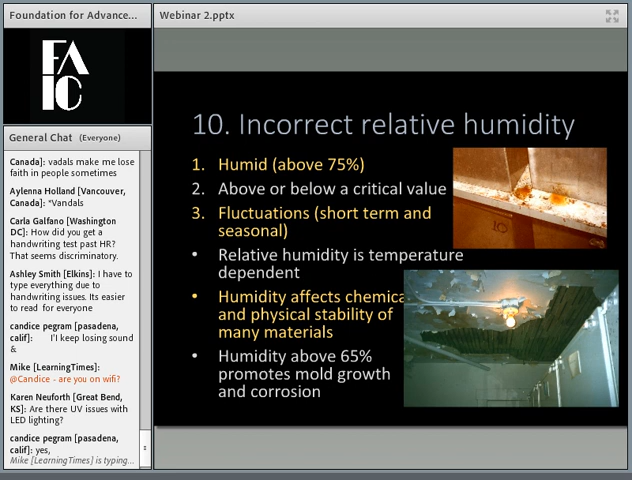 Foundation for Advance...
FA
IC
General Chat (Everyone)
Canada]: vadals make me lose
faith in people sometimes
Aylenna Holland [Vancouver,
Canada]: *Vandals
Carla Galfano [Washington
DC]: How did you get a
handwriting test past HR?
That seems discriminatory.
Ashley Smith [Elkins]: I have to
type everything due to
handwriting issues. Its easier
to read for everyone
candice pegram [pasadena,
calif]: I'l keep losing sound
&
Mike [LearningTimes]:
@Candice - are you on wifi?
Karen Neuforth [Great Bend,
KS]: Are there UV issues with
LED lighting?
candice pegram [pasadena,
calif]: yes,
Mike [LearningTimes] is typing...
Webinar 2.pptx
10. Incorrect relative humidity
1. Humid (above 75%)
2. Above or below a critical value
3. Fluctuations (short term and
seasonal)
• Relative humidity is temperature
dependent
• Humidity affects chemica
and physical stability of
many materials
• Humidity above 65%
promotes mold growth
and corrosion